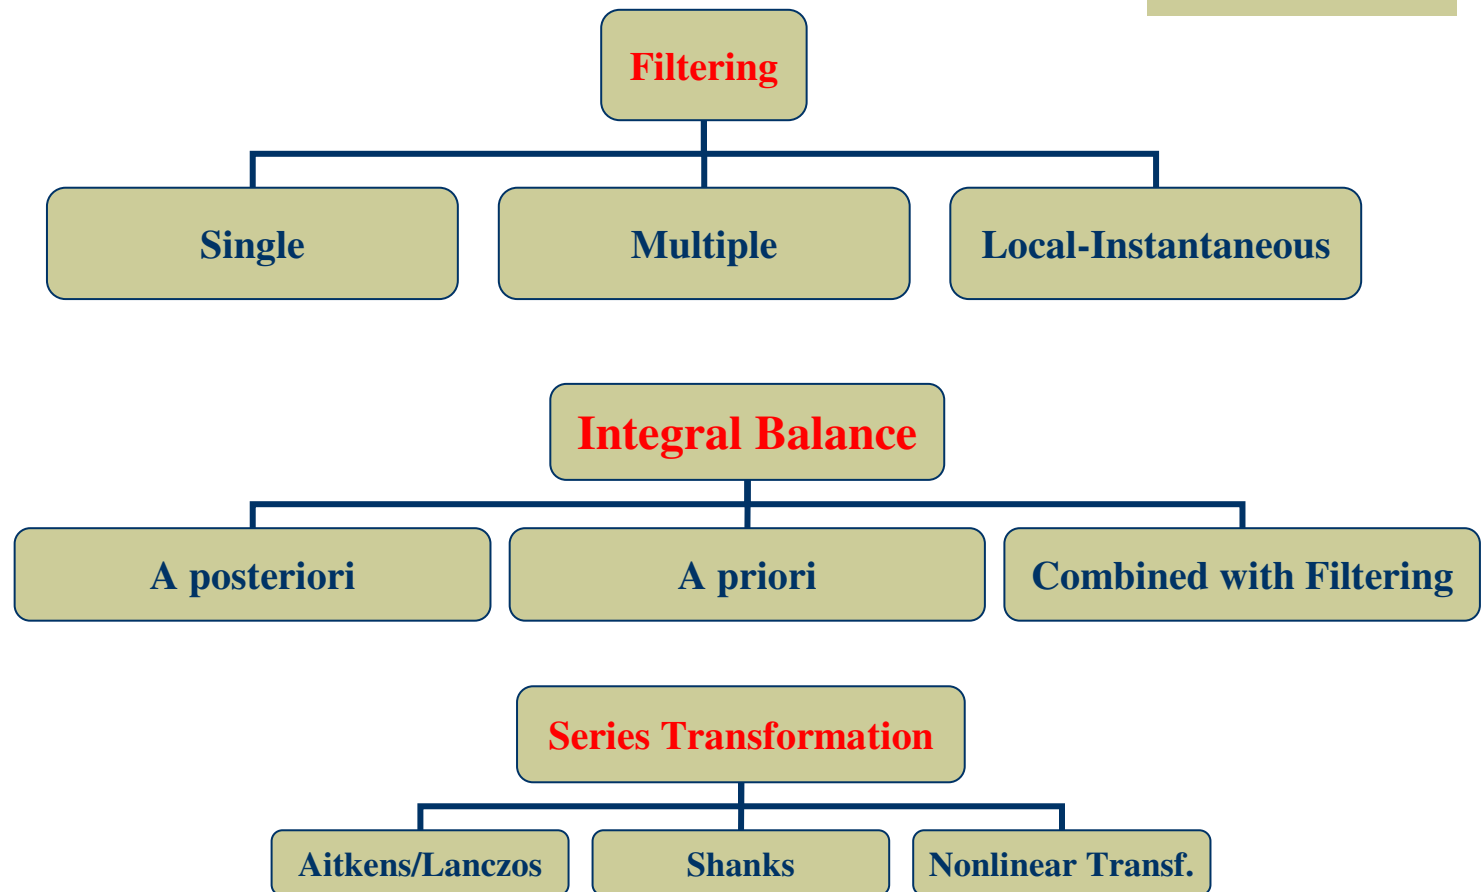 Filtering
Single
Multiple
Local-Instantaneous
Integral Balance
A posteriori
A priori
Combined with Filtering
Series Transformation
Aitkens/Lanczos
Shanks
Nonlinear Transf.